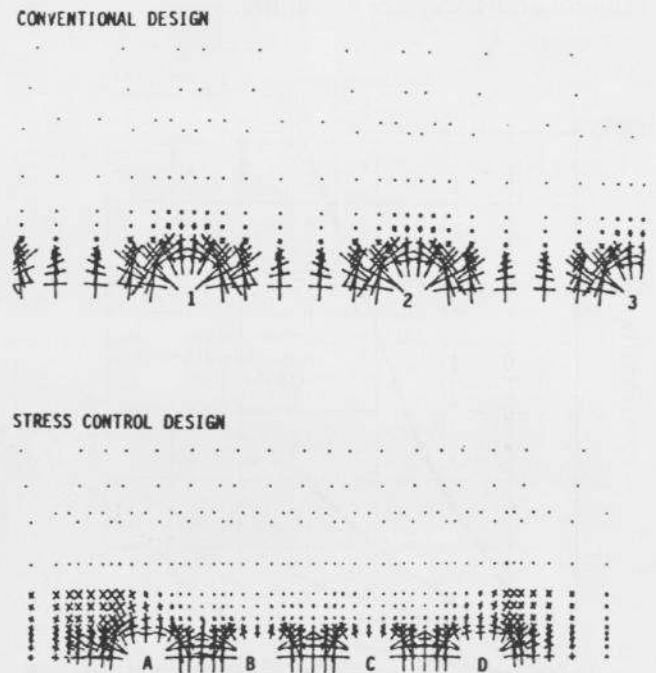 CONVENTIONAL DESIGN
1 2 3
STRESS CONTROL DESIGN
A B C D